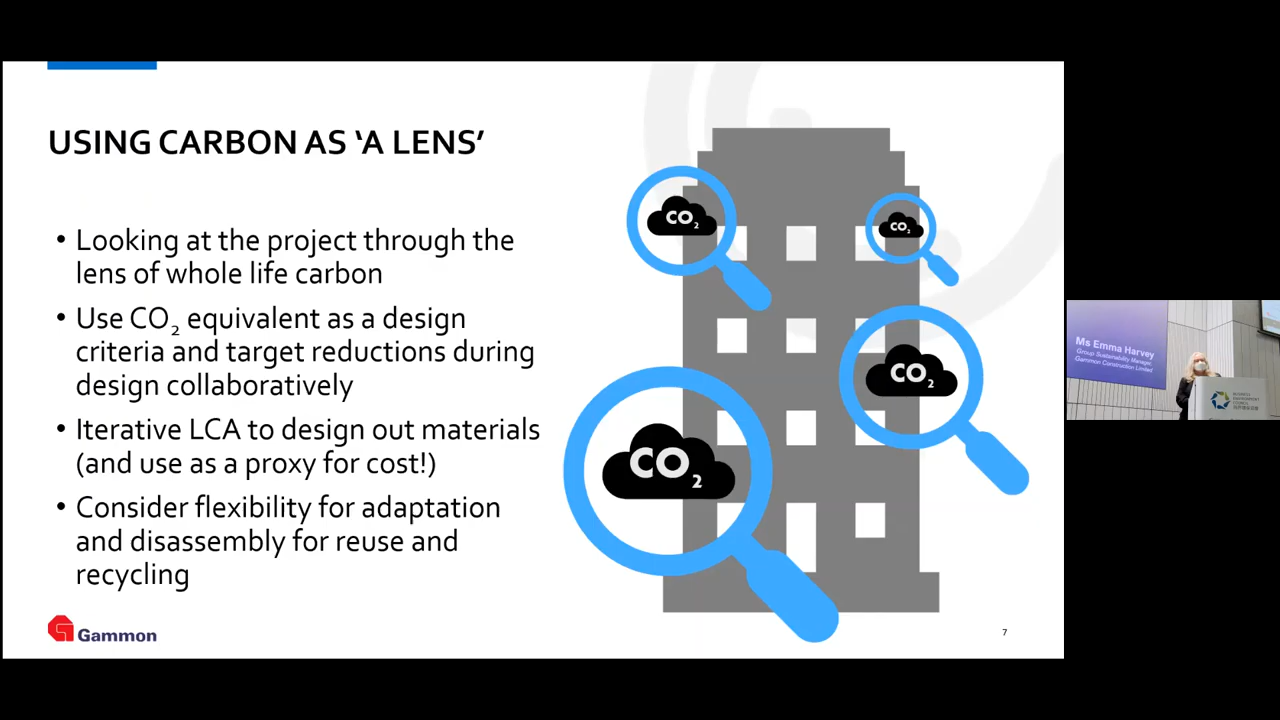 USING CARBON AS ‘A LENS’
• Looking at the project through the
lens of whole life carbon
• Use CO₂ equivalent as a design
criteria and target reductions during
design collaboratively
• Iterative LCA to design out materials
(and use as a proxy for cost!)
• Consider flexibility for adaptation
and disassembly for reuse and
recycling
CO₂
CO₂
CO₂
CO₂
Gammon
7
Ms Emma Harvey
Group Sustainability Manager,
Gammon Construction Limited
BUSINESS
ENVIRONMENT
COUNCIL